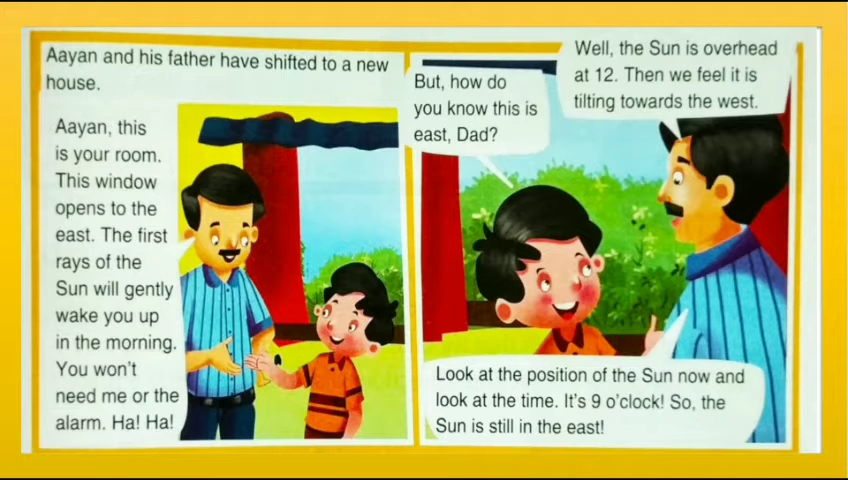 Aayan and his father have shifted to a new
house.
Aayan, this
is your room.
This window
opens to the
east. The first
rays of the
Sun will gently
wake you up
in the morning.
You won't
need me or the
alarm. Ha! Ha!
But, how do
you know this is
east, Dad?
Well, the Sun is overhead
at 12. Then we feel it is
tilting towards the west.
Look at the position of the Sun now and
look at the time. It's 9 o'clock! So, the
Sun is still in the east!